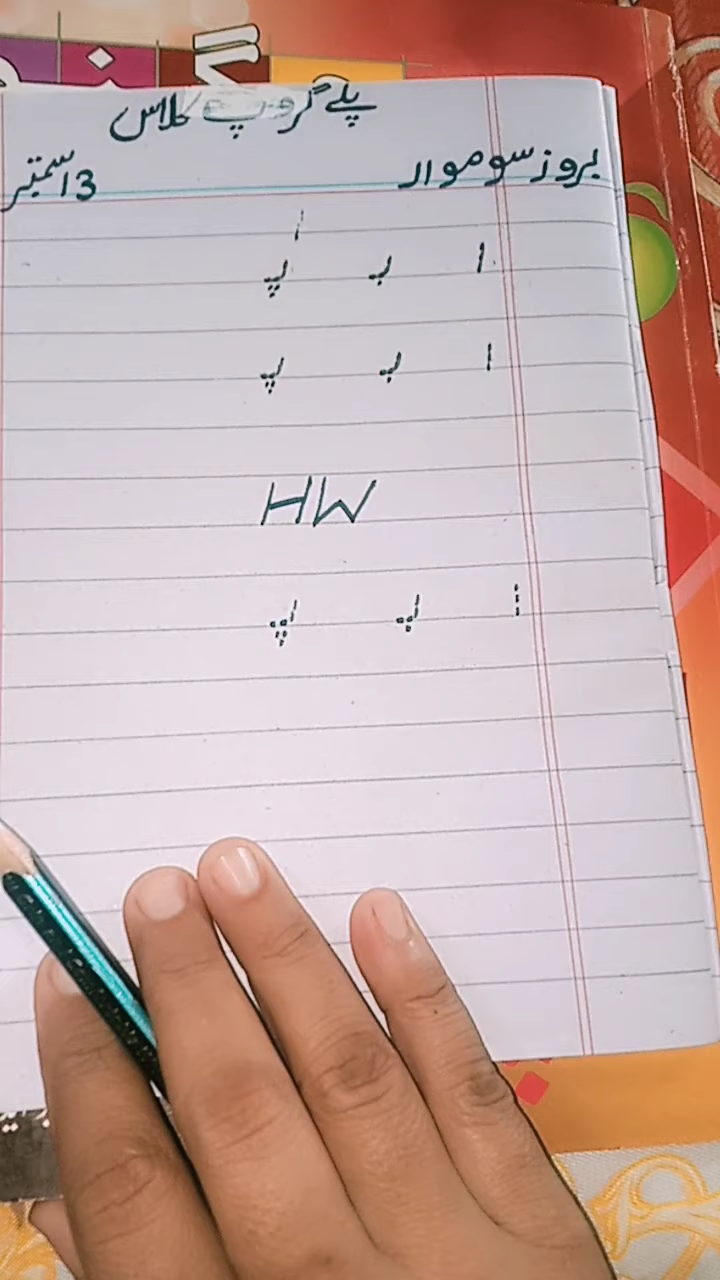 پلے گروپ کلاس
بروز سوموار 13 ستمبر
ا ب پ
ا ب پ
HW
ا ب پ